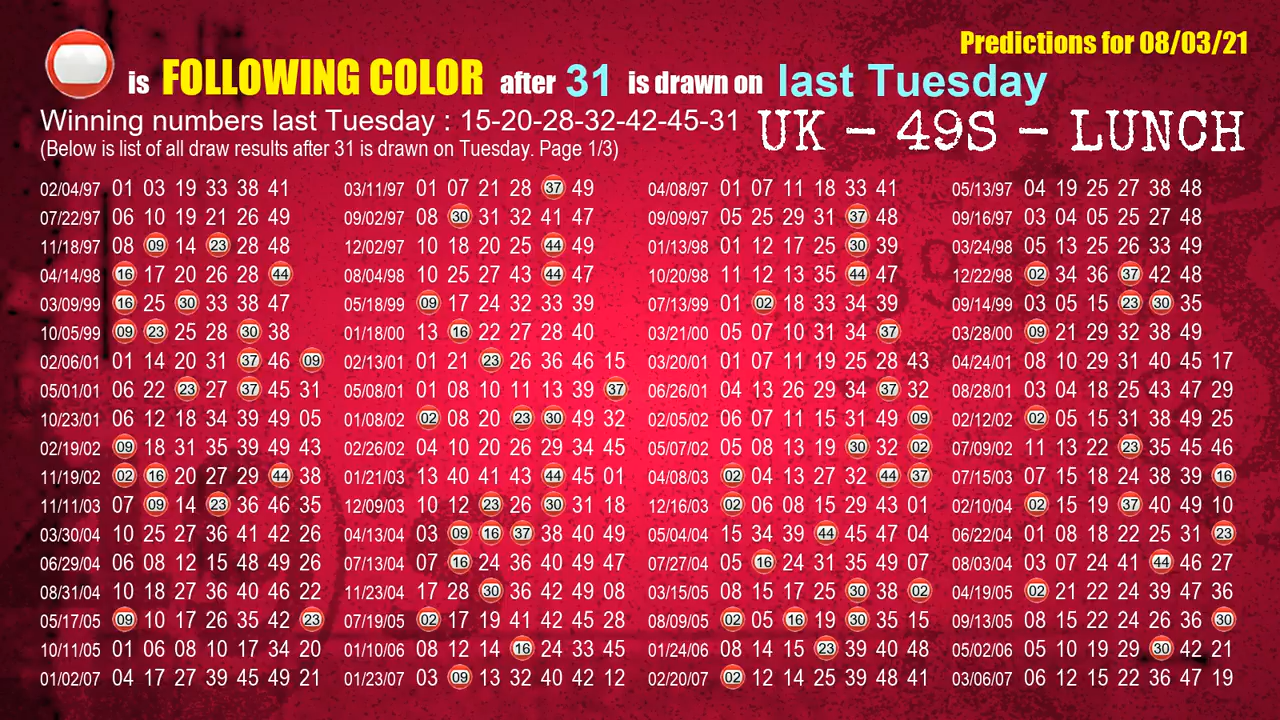 Predictions for 08/03/21
is FOLLOWING COLOR after 31 is drawn on last Tuesday
Winning numbers last Tuesday : 15-20-28-32-42-45-31
UK - 49S - LUNCH
(Below is list of all draw results after 31 is drawn on Tuesday. Page 1/3)
02/04/97 01 03 19 33 38 41 03/11/97 01 07 21 28 37 49 04/08/97 01 07 11 18 33 41 05/13/97 04 19 25 27 38 48
07/22/97 06 10 19 21 26 49 09/02/97 08 30 31 32 41 47 09/09/97 05 25 29 31 37 48 09/16/97 03 04 05 25 27 48
11/18/97 08 09 14 23 28 48 12/02/97 10 18 20 25 44 49 01/13/98 01 12 17 25 30 39 03/24/98 05 13 25 26 33 49
04/14/98 16 17 20 26 28 44 08/04/98 10 25 27 43 44 47 10/20/98 11 12 13 35 44 47 12/22/98 02 34 36 37 42 48
03/09/99 16 25 30 33 38 47 05/18/99 09 17 24 32 33 39 07/13/99 01 02 18 33 34 39 09/14/99 03 05 15 23 30 35
10/05/99 09 23 25 28 30 38 01/18/00 13 16 22 27 28 40 03/21/00 05 07 10 31 34 37 03/28/00 09 21 29 32 38 49
02/06/01 01 14 20 31 37 46 09 02/13/01 01 21 23 26 36 46 15 03/20/01 01 07 11 19 25 28 43 04/24/01 08 10 29 31 40 45 17
05/01/01 06 22 23 27 37 45 31 05/08/01 01 08 10 11 13 39 37 06/26/01 04 13 26 29 34 37 32 08/28/01 03 04 18 25 43 47 29
10/23/01 06 12 18 34 39 49 05 01/08/02 02 08 20 23 30 49 32 02/05/02 06 07 11 15 31 49 09 02/12/02 02 05 15 31 38 49 25
02/19/02 09 18 31 35 39 49 43 02/26/02 04 10 20 26 29 34 45 05/07/02 05 08 13 19 30 32 02 07/09/02 11 13 22 23 35 45 46
11/19/02 02 16 20 27 29 44 38 01/21/03 13 40 41 43 44 45 01 04/08/03 02 04 13 27 32 44 37 07/15/03 07 15 18 24 38 39 16
11/11/03 07 09 14 23 36 46 35 12/09/03 10 12 23 26 30 31 18 12/16/03 02 06 08 15 29 43 01 02/10/04 02 15 19 37 40 49 10
03/30/04 10 25 27 36 41 42 26 04/13/04 03 09 16 37 38 40 49 05/04/04 15 34 39 44 45 47 04 06/22/04 01 08 18 22 25 31 23
06/29/04 06 08 12 15 48 49 26 07/13/04 07 16 24 36 40 49 47 07/27/04 05 16 24 31 35 49 07 08/03/04 03 07 24 41 44 46 27
08/31/04 10 18 27 36 40 46 22 11/23/04 17 28 30 36 42 49 08 03/15/05 08 15 17 25 30 38 02 04/19/05 02 21 22 24 39 47 36
05/17/05 09 10 17 26 35 42 23 07/19/05 02 17 19 41 42 45 28 08/09/05 02 05 16 19 30 35 15 09/13/05 08 15 22 24 26 36 30
10/11/05 01 06 08 10 17 34 20 01/10/06 08 12 14 16 24 33 45 01/24/06 08 14 15 23 39 40 48 05/02/06 05 10 19 29 30 42 21
01/02/07 04 17 27 39 45 49 21 01/23/07 03 09 13 32 40 42 12 02/20/07 02 12 14 25 39 48 41 03/06/07 06 12 15 22 36 47 19